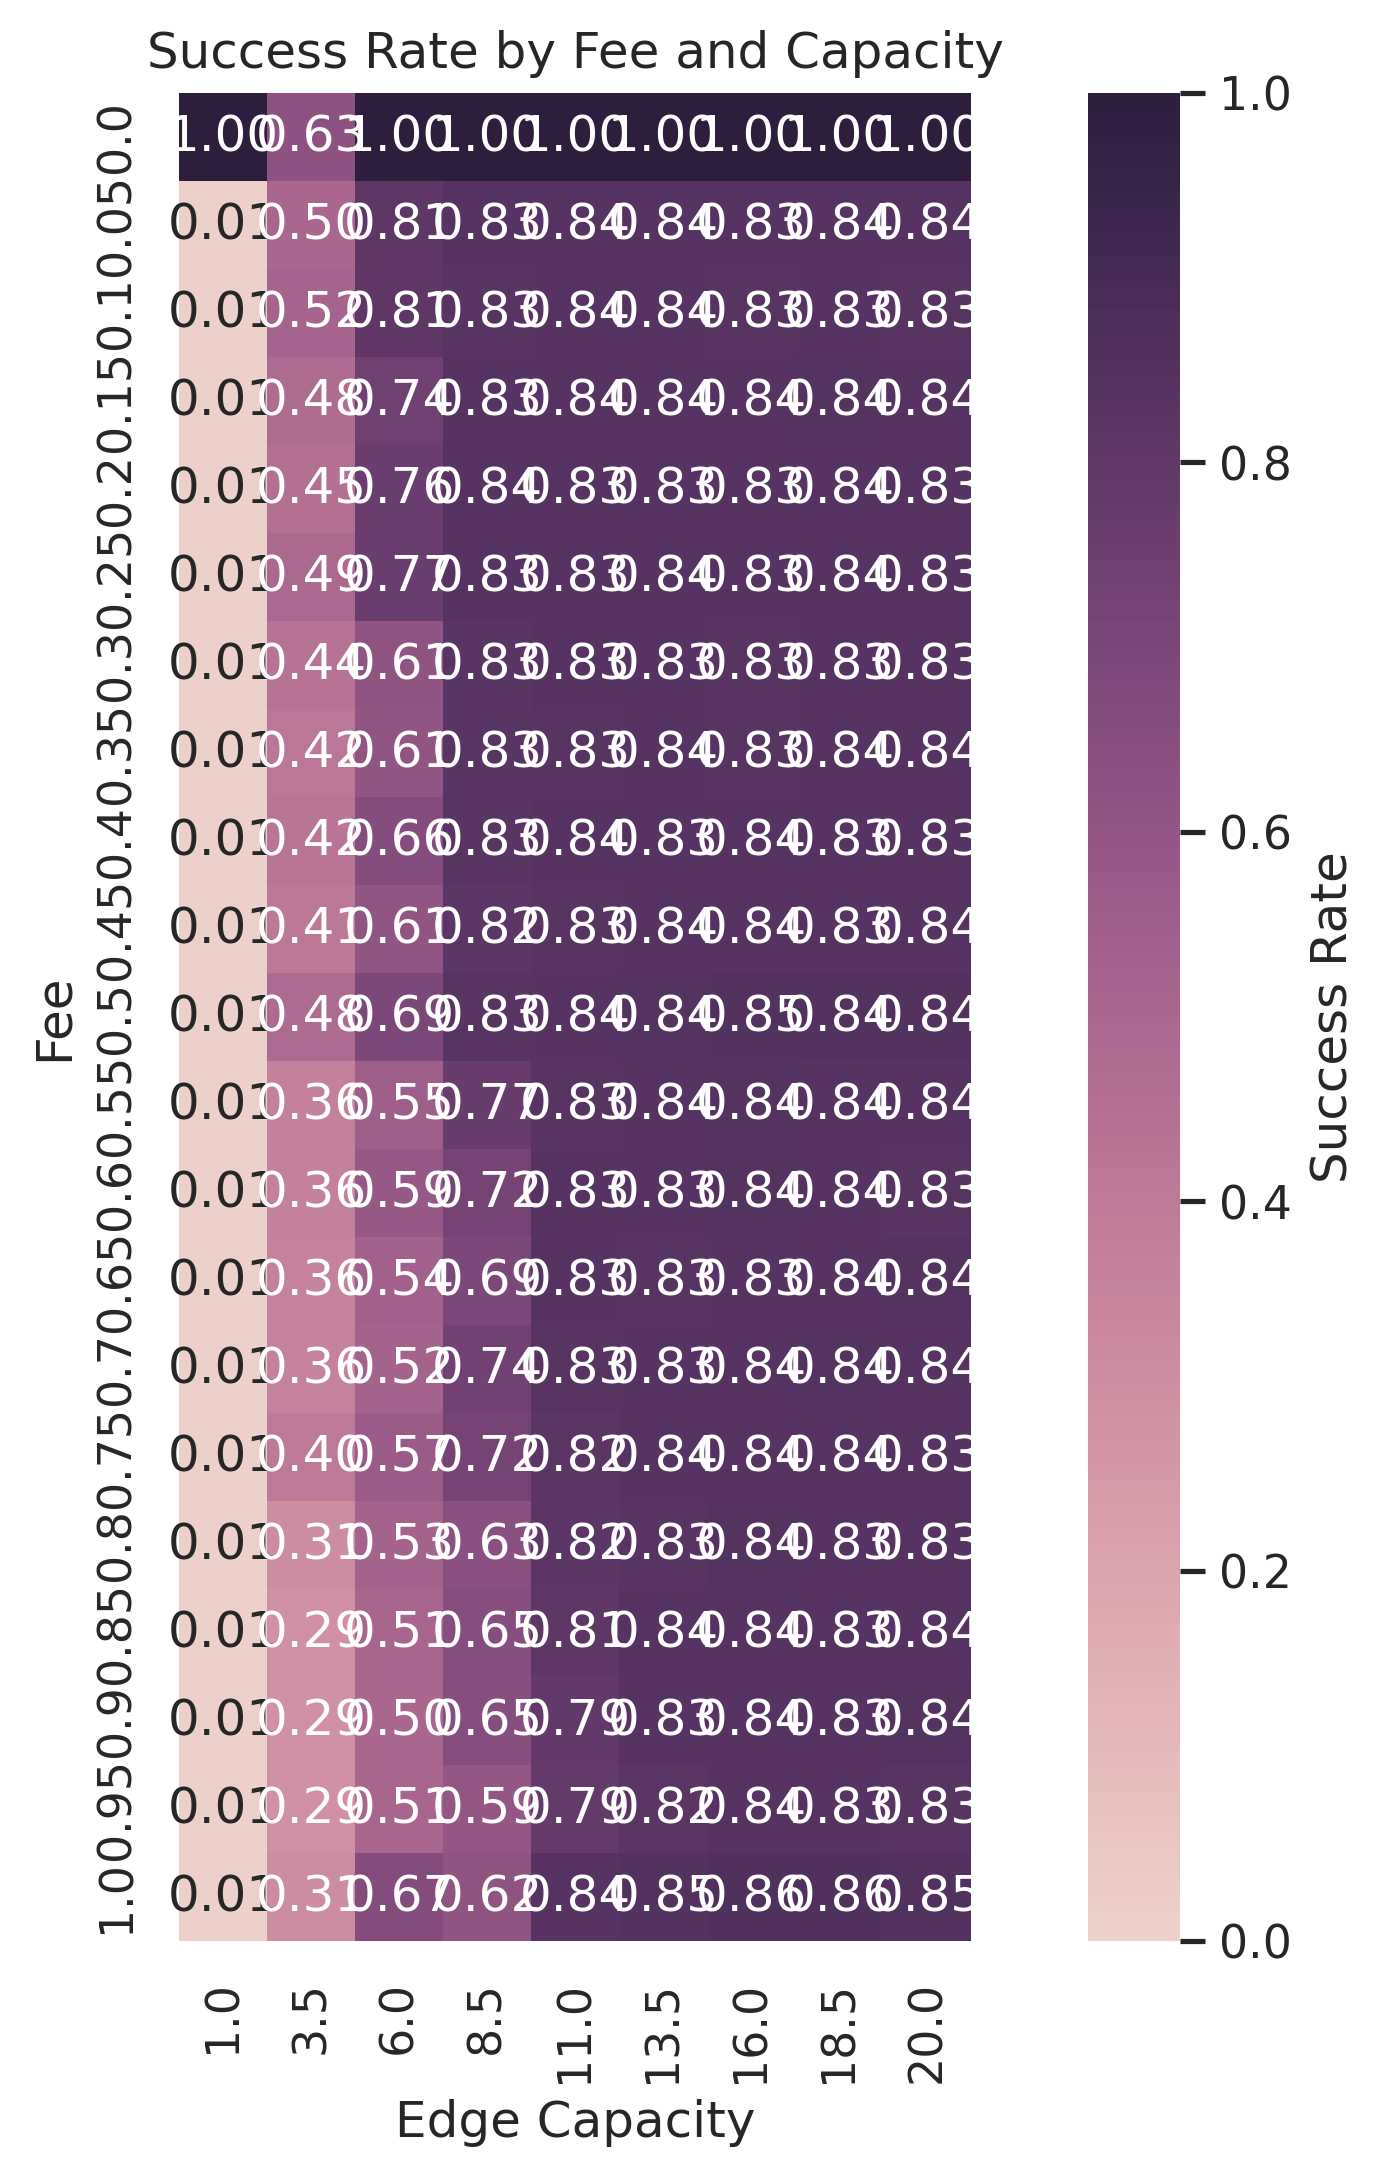 Success Rate by Fee and Capacity
0.0 1.00 0.63 1.00 1.00 1.00 1.00 1.00 1.00 1.00
0.05 0.01 0.50 0.81 0.83 0.84 0.84 0.83 0.84 0.84
0.1 0.01 0.52 0.81 0.83 0.84 0.84 0.83 0.83 0.83
0.15 0.01 0.48 0.74 0.83 0.84 0.84 0.84 0.84 0.84
0.2 0.01 0.45 0.76 0.84 0.83 0.83 0.83 0.84 0.83
0.25 0.01 0.49 0.77 0.83 0.83 0.84 0.83 0.84 0.83
0.3 0.01 0.44 0.61 0.83 0.83 0.83 0.83 0.83 0.83
0.35 0.01 0.42 0.61 0.83 0.83 0.84 0.83 0.84 0.84
0.4 0.01 0.42 0.66 0.83 0.84 0.83 0.84 0.83 0.83
0.45 0.01 0.41 0.61 0.82 0.83 0.84 0.84 0.83 0.84
0.5 0.01 0.48 0.69 0.83 0.84 0.84 0.85 0.84 0.84
0.55 0.01 0.36 0.55 0.77 0.83 0.84 0.84 0.84 0.84
0.6 0.01 0.36 0.59 0.72 0.83 0.83 0.84 0.84 0.83
0.65 0.01 0.36 0.54 0.69 0.83 0.83 0.83 0.84 0.84
0.7 0.01 0.36 0.52 0.74 0.83 0.83 0.84 0.84 0.84
0.75 0.01 0.40 0.57 0.72 0.82 0.84 0.84 0.84 0.83
0.8 0.01 0.31 0.53 0.63 0.82 0.83 0.84 0.83 0.83
0.85 0.01 0.29 0.51 0.65 0.81 0.84 0.84 0.83 0.84
0.9 0.01 0.29 0.50 0.65 0.79 0.83 0.84 0.83 0.84
0.95 0.01 0.29 0.51 0.59 0.79 0.82 0.84 0.83 0.83
1.0 0.01 0.31 0.67 0.62 0.84 0.85 0.86 0.86 0.85
Fee
1.0 3.5 6.0 8.5 11.0 13.5 16.0 18.5 20.0
Edge Capacity
1.0
0.8
0.6
0.4
0.2
0.0
Success Rate